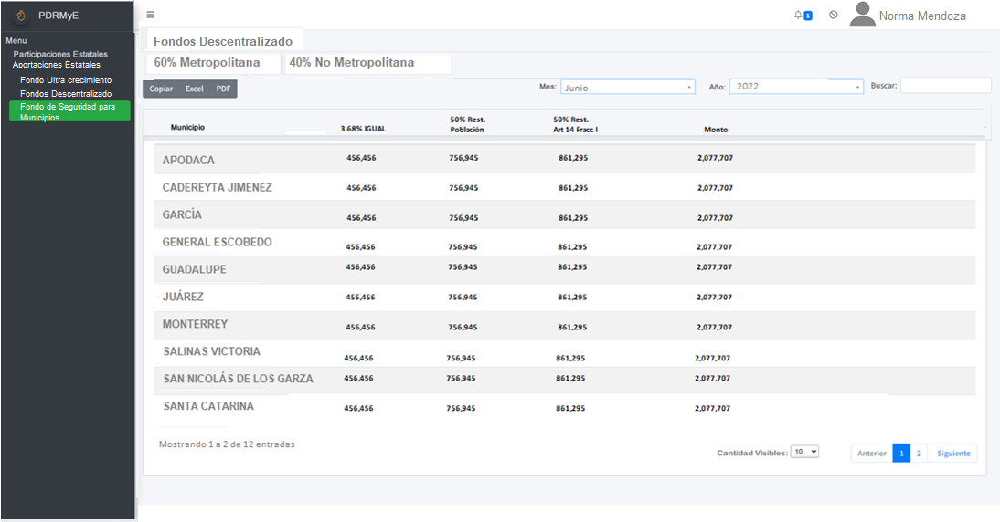 PDRMyE
1
Norma Mendoza
Menu
Participaciones Estatales
Aportaciones Estatales
Fondo Ultra crecimiento
Fondos Descentralizado
Fondo de Seguridad para
Municipios
Fondos Descentralizado
60% Metropolitana 40% No Metropolitana
Copiar Excel PDF Mes: Junio Año: 2022 Buscar:
Municipio 3.68% IGUAL 50% Rest. Población 50% Rest. Art 14 Fracc I Monto
APODACA 456,456 756,945 861,295 2,077,707
CADEREYTA JIMENEZ 456,456 756,945 861,295 2,077,707
GARCÍA 456,456 756,945 861,295 2,077,707
GENERAL ESCOBEDO 456,456 756,945 861,295 2,077,707
GUADALUPE 456,456 756,945 861,295 2,077,707
JUÁREZ 456,456 756,945 861,295 2,077,707
MONTERREY 456,456 756,945 861,295 2,077,707
SALINAS VICTORIA 456,456 756,945 861,295 2,077,707
SAN NICOLÁS DE LOS GARZA 456,456 756,945 861,295 2,077,707
SANTA CATARINA 456,456 756,945 861,295 2,077,707
Mostrando 1 a 2 de 12 entradas
Cantidad Visibles: 10 Anterior 1 2 Siguiente